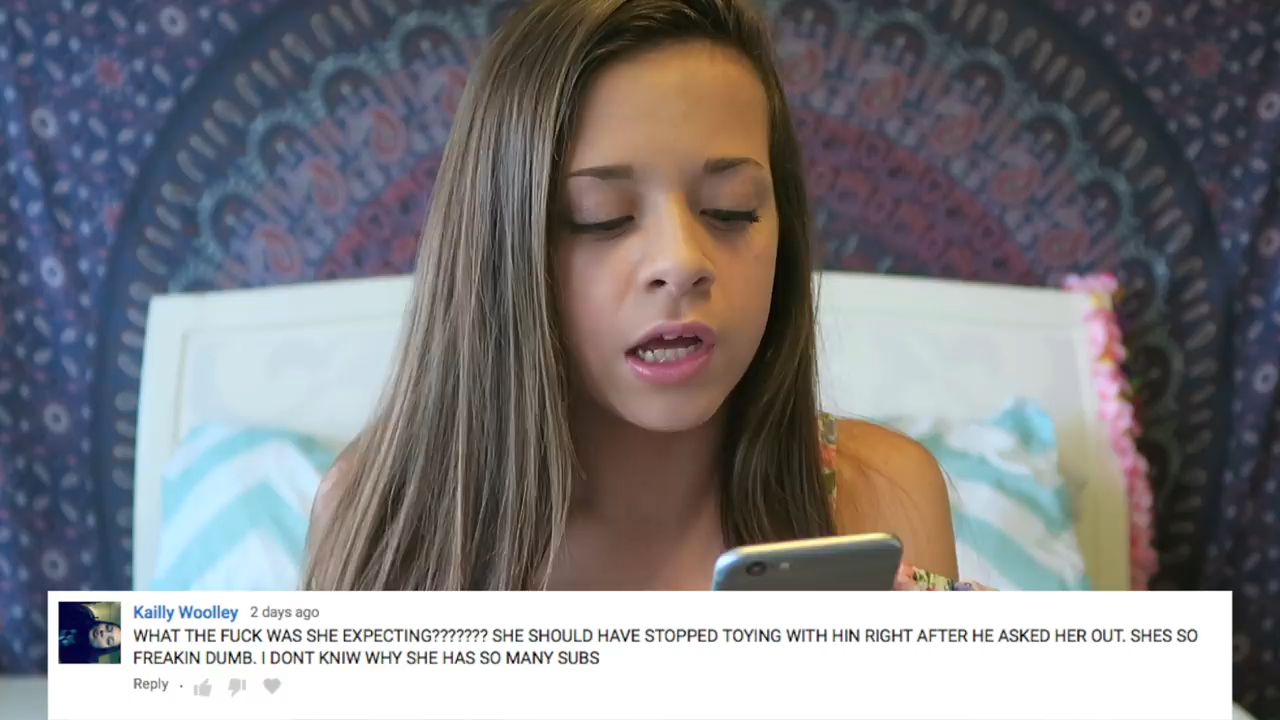 Kailly Woolley 2 days ago
WHAT THE FUCK WAS SHE EXPECTING??????? SHE SHOULD HAVE STOPPED TOYING WITH HIN RIGHT AFTER HE ASKED HER OUT. SHES SO
FREAKIN DUMB. I DONT KNIW WHY SHE HAS SO MANY SUBS
Reply